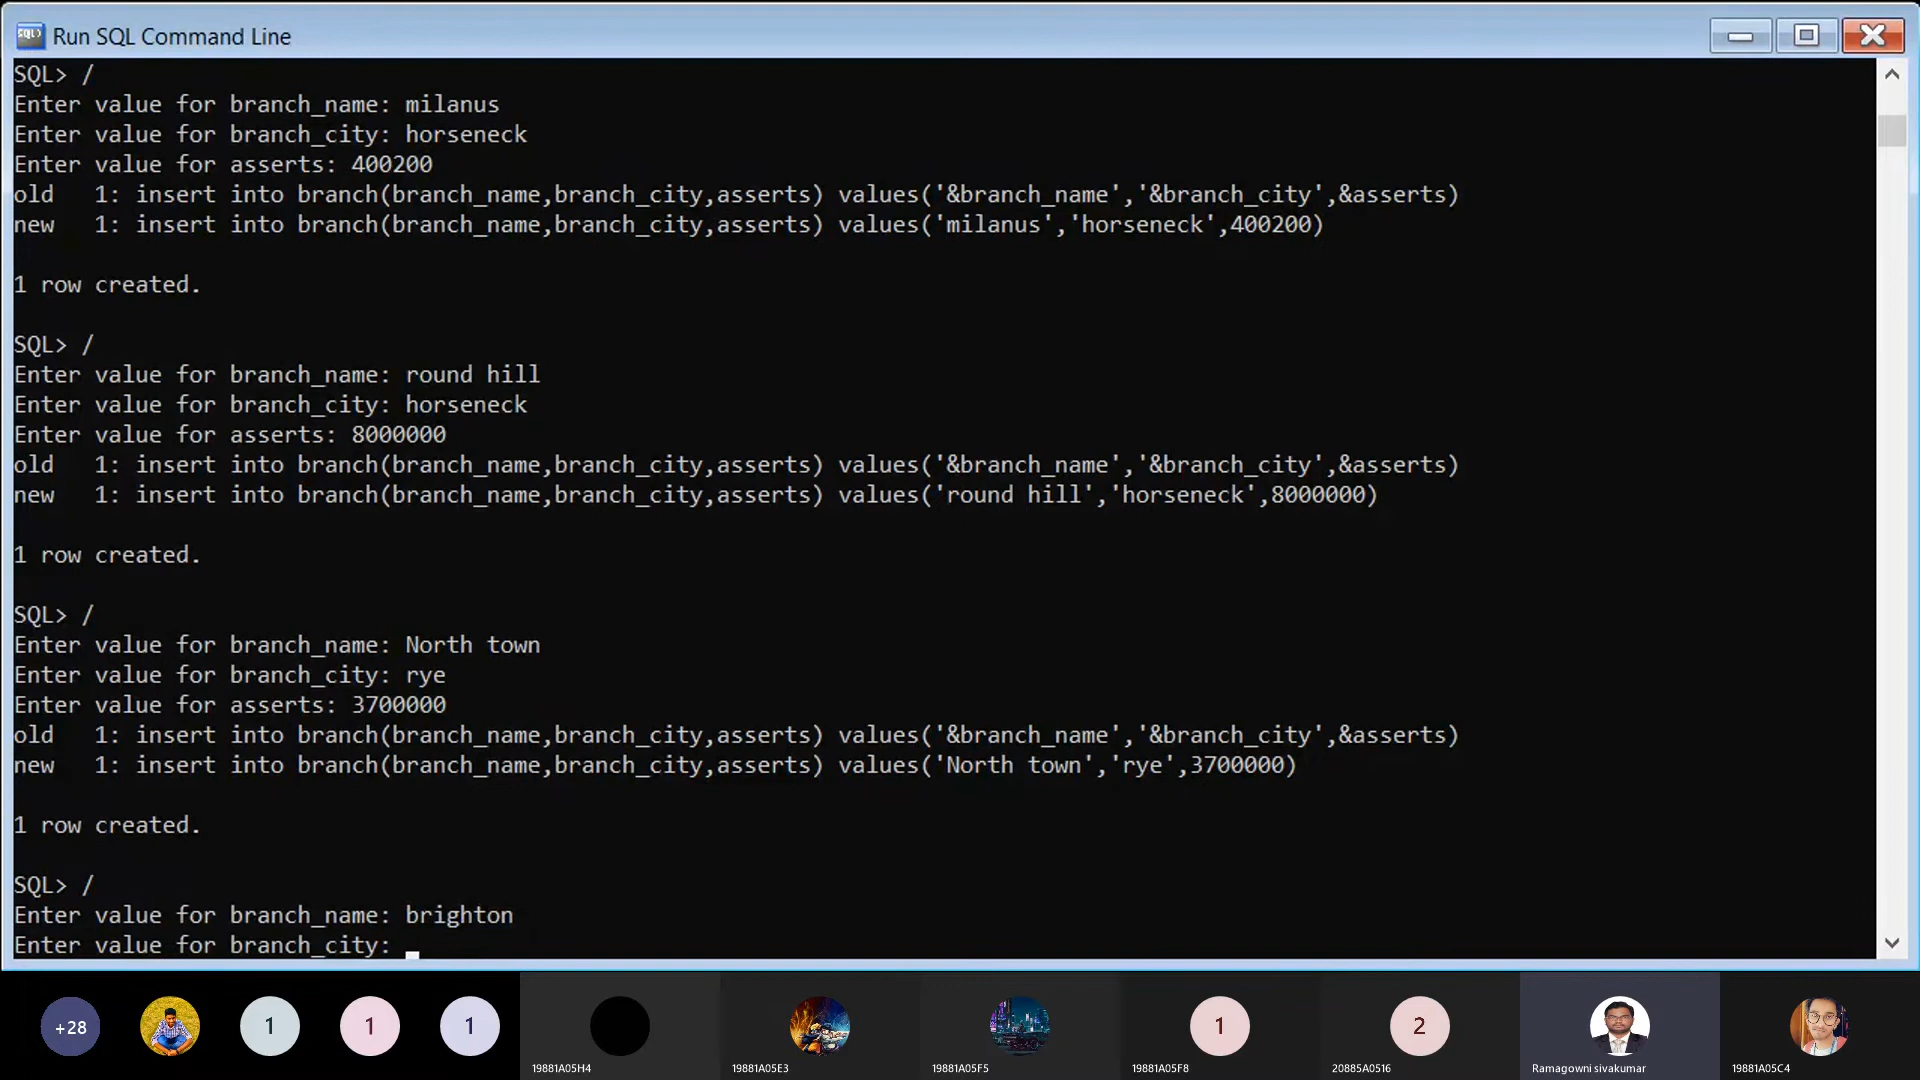 Run SQL Command Line
SQL> /
Enter value for branch_name: milanus
Enter value for branch_city: horseneck
Enter value for asserts: 400200
old   1: insert into branch(branch_name,branch_city,asserts) values('&branch_name','&branch_city',&asserts)
new   1: insert into branch(branch_name,branch_city,asserts) values('milanus','horseneck',400200)
1 row created.
SQL> /
Enter value for branch_name: round hill
Enter value for branch_city: horseneck
Enter value for asserts: 8000000
old   1: insert into branch(branch_name,branch_city,asserts) values('&branch_name','&branch_city',&asserts)
new   1: insert into branch(branch_name,branch_city,asserts) values('round hill','horseneck',8000000)
1 row created.
SQL> /
Enter value for branch_name: North town
Enter value for branch_city: rye
Enter value for asserts: 3700000
old   1: insert into branch(branch_name,branch_city,asserts) values('&branch_name','&branch_city',&asserts)
new   1: insert into branch(branch_name,branch_city,asserts) values('North town','rye',3700000)
1 row created.
SQL> /
Enter value for branch_name: brighton
Enter value for branch_city:
+28
1
1
1
1
2
19881A05H4
19881A05E3
19881A05F5
19881A05F8
20885A0516
Ramagowni sivakumar
19881A05C4